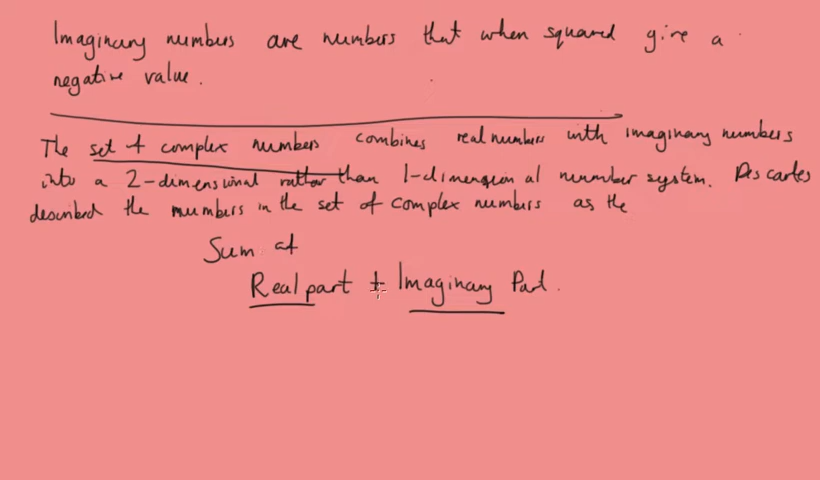 Imaginary numbers are numbers that when squared give a
negative value.
The set of complex numbers combines real numbers with imaginary numbers
into a 2-dimensional rather than 1-dimension al number system. Descartes
described the numbers in the set of complex numbers as the
Sum of
Real part + Imaginary Part.